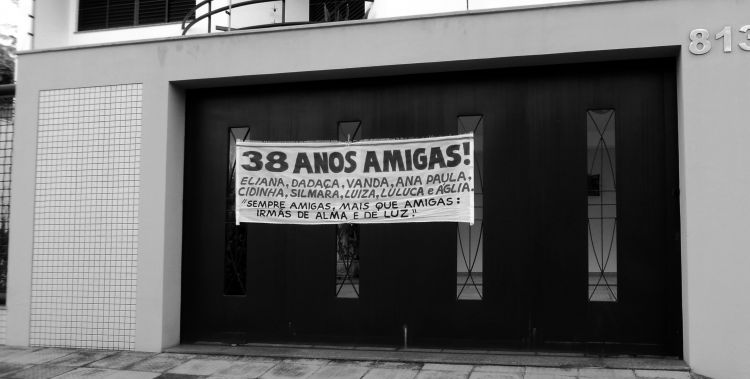 813
38 ANOS AMIGAS!
ELIANA, DADAÇA, VANDA, ANA PAULA,
CIDINHA, SILMARA, LUIZA, LULUCA e AGLIA.
"SEMPRE AMIGAS, MAIS QUE AMIGAS:
IRMÃS DE ALMA E DE LUZ!"